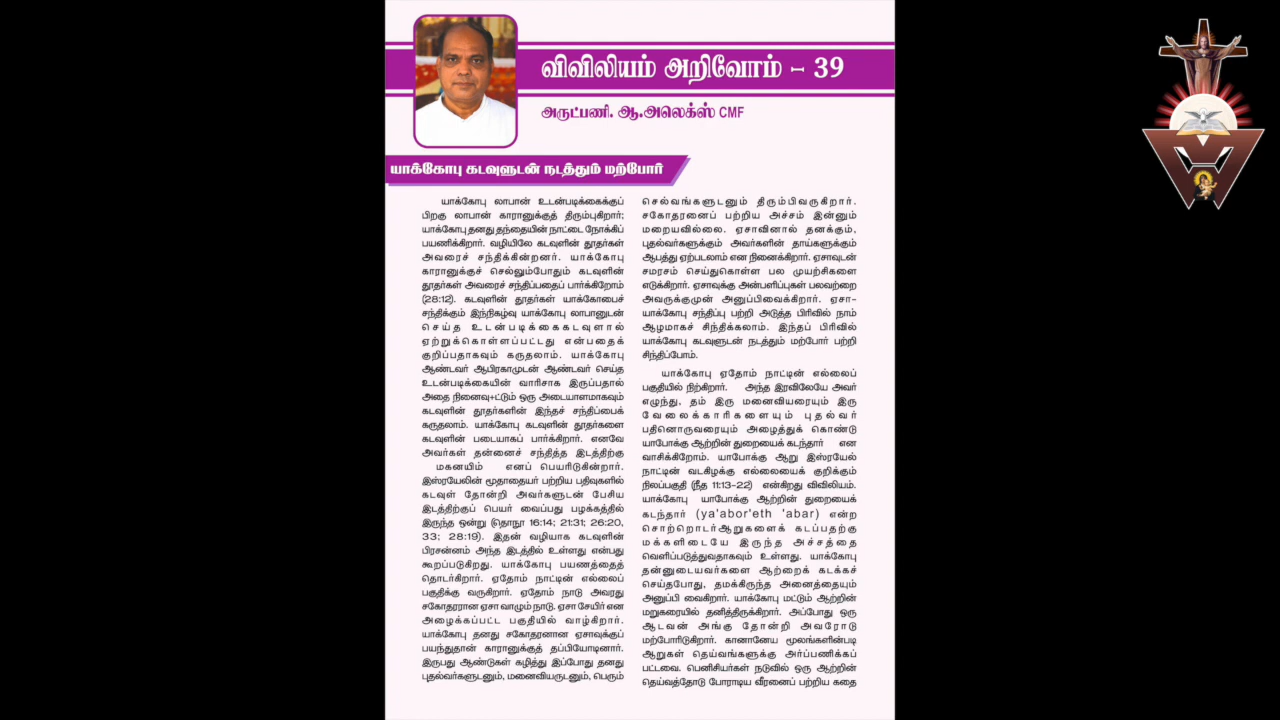 விவிலியம் அறிவோம் – 39
அருட்பணி. ஆ.அலெக்ஸ் CMF
யாக்கோபு கடவுளுடன் நடத்தும் மற்போர்
யாக்கோபு லாபான் உடன்படிக்கைக்குப்
பிறகு லாபான் காரானுக்குத் திரும்புகிறார்;
யாக்கோபு தனது தந்தையின் நாட்டை நோக்கிப்
பயணிக்கிறார். வழியிலே கடவுளின் தூதர்கள்
அவரைச் சந்திக்கின்றனர். யாக்கோபு
காரானுக்குச் செல்லும்போதும் கடவுளின்
தூதர்கள் அவரைச் சந்திப்பதைப் பார்க்கிறோம்
(28:12). கடவுளின் தூதர்கள் யாக்கோபைச்
சந்திக்கும் இந்நிகழ்வு யாக்கோபு லாபானுடன்
செய்த உடன்படிக்கைகடவுளால்
ஏற்றுக்கொள்ளப்பட்டது என்பதைக்
குறிப்பதாகவும் கருதலாம். யாக்கோபு
ஆண்டவர் ஆபிரகாமுடன் ஆண்டவர் செய்த
உடன்படிக்கையின் வாரிசாக இருப்பதால்
அதை நினைவு+ட்டும் ஒரு அடையாளமாகவும்
கடவுளின் தூதர்களின் இந்தச் சந்திப்பைக்
கருதலாம். யாக்கோபு கடவுளின் தூதர்களை
கடவுளின் படையாகப் பார்க்கிறார். எனவே
அவர்கள் தன்னைச் சந்தித்த இடத்திற்கு
மகனயிம் எனப் பெயரிடுகின்றார்.
இஸ்ரயேலின் மூதாதையர் பற்றிய பதிவுகளில்
கடவுள் தோன்றி அவர்களுடன் பேசிய
இடத்திற்குப் பெயர் வைப்பது பழக்கத்தில்
இருந்த ஒன்று (தொநூ 16:14; 21:31; 26:20,
33; 28:19). இதன் வழியாக கடவுளின்
பிரசன்னம் அந்த இடத்தில் உள்ளது என்பது
கூறப்படுகிறது. யாக்கோபு பயணத்தைத்
தொடர்கிறார். ஏதோம் நாட்டின் எல்லைப்
பகுதிக்கு வருகிறார். ஏதோம் நாடு அவரது
சகோதரரான ஏசா வாழும் நாடு. ஏசா சேயிர் என
அழைக்கப்பட்ட பகுதியில் வாழ்கிறார்.
யாக்கோபு தனது சகோதரனான ஏசாவுக்குப்
பயந்துதான் காரானுக்குத் தப்பியோடினார்.
இருபது ஆண்டுகள் கழித்து இப்போது தனது
புதல்வர்களுடனும், மனைவியருடனும், பெரும்
செல்வங்களுடனும் திரும்பிவருகிறார்.
சகோதரனைப் பற்றிய அச்சம் இன்னும்
மறையவில்லை. ஏசாவினால் தனக்கும்,
புதல்வர்களுக்கும் அவர்களின் தாய்களுக்கும்
ஆபத்து ஏற்படலாம் என நினைக்கிறார். ஏசாவுடன்
சமரசம் செய்துகொள்ள பல முயற்சிகளை
எடுக்கிறார். ஏசாவுக்கு அன்பளிப்புகள் பலவற்றை
அவருக்குமுன் அனுப்பிவைக்கிறார். ஏசா–
யாக்கோபு சந்திப்பு பற்றி அடுத்த பிரிவில் நாம்
ஆழமாகச் சிந்திக்கலாம். இந்தப் பிரிவில்
யாக்கோபு கடவுளுடன் நடத்தும் மற்போர் பற்றி
சிந்திப்போம்.
யாக்கோபு ஏதோம் நாட்டின் எல்லைப்
பகுதியில் நிற்கிறார். அந்த இரவிலேயே அவர்
எழுந்து, தம் இரு மனைவியரையும் இரு
வேலைக்காரிகளையும் புதல்வர்
பதினொருவரையும் அழைத்துக் கொண்டு
யாபோக்கு ஆற்றின் துறையைக் கடந்தார் என
வாசிக்கிறோம். யாபோக்கு ஆறு இஸ்ரயேல்
நாட்டின் வடகிழக்கு எல்லையைக் குறிக்கும்
நிலப்பகுதி (நீத 11:13–22) என்கிறது விவிலியம்.
யாக்கோபு யாபோக்கு ஆற்றின் துறையைக்
கடந்தார் (ya'abor'eth 'abar) என்ற
சொற்றொடர்ஆறுகளைக் கடப்பதற்கு
மக்களிடையே இருந்த அச்சத்தை
வெளிப்படுத்துவதாகவும் உள்ளது. யாக்கோபு
தன்னுடையவர்களை ஆற்றைக் கடக்கச்
செய்தபோது, தமக்கிருந்த அனைத்தையும்
அனுப்பி வைகிறார். யாக்கோபு மட்டும் ஆற்றின்
மறுகரையில் தனித்திருக்கிறார். அப்போது ஒரு
ஆடவன் அங்கு தோன்றி அவரோடு
மற்போரிடுகிறார். கானானேய மூலங்களின்படி
ஆறுகள் தெய்வங்களுக்கு அர்ப்பணிக்கப்
பட்டவை. பெனிசியர்கள் நடுவில் ஒரு ஆற்றின்
தெய்வத்தோடு போராடிய வீரனைப் பற்றிய கதை